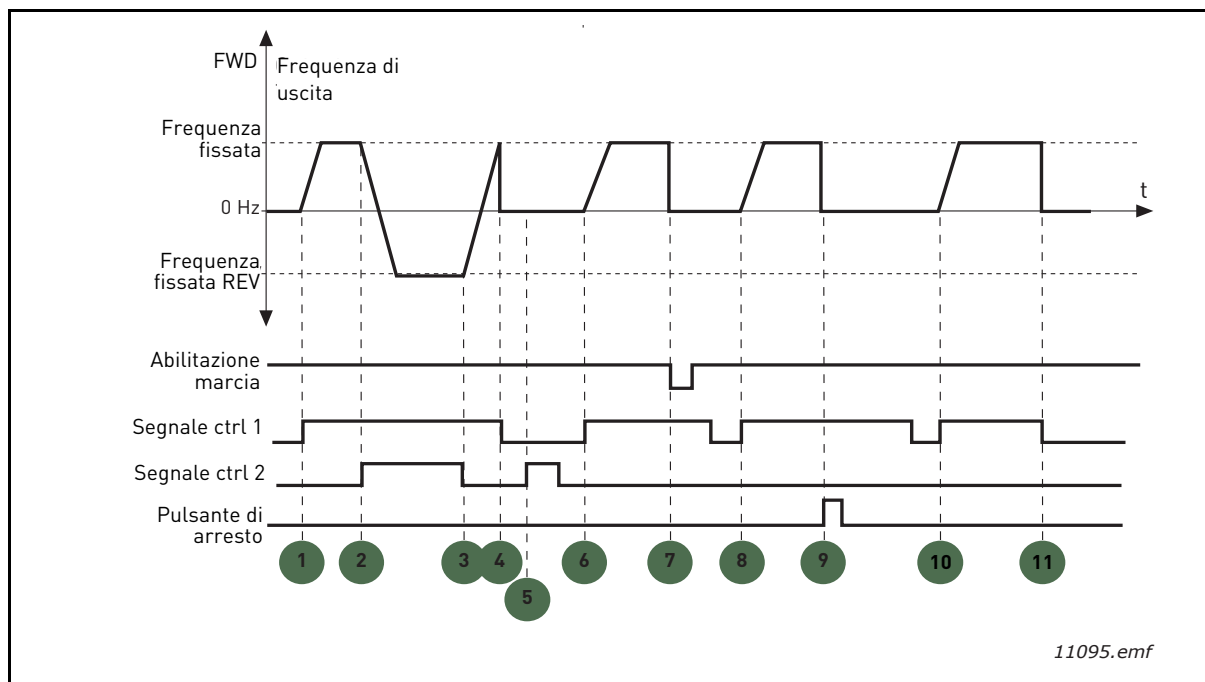 FWD
Frequenza di
uscita
Frequenza
fissata
0 Hz
t
Frequenza
fissata REV
Abilitazione
marcia
Segnale ctrl 1
Segnale ctrl 2
Pulsante di
arresto
1 2 3 4 6 7 8 9 10 11
5
11095.emf